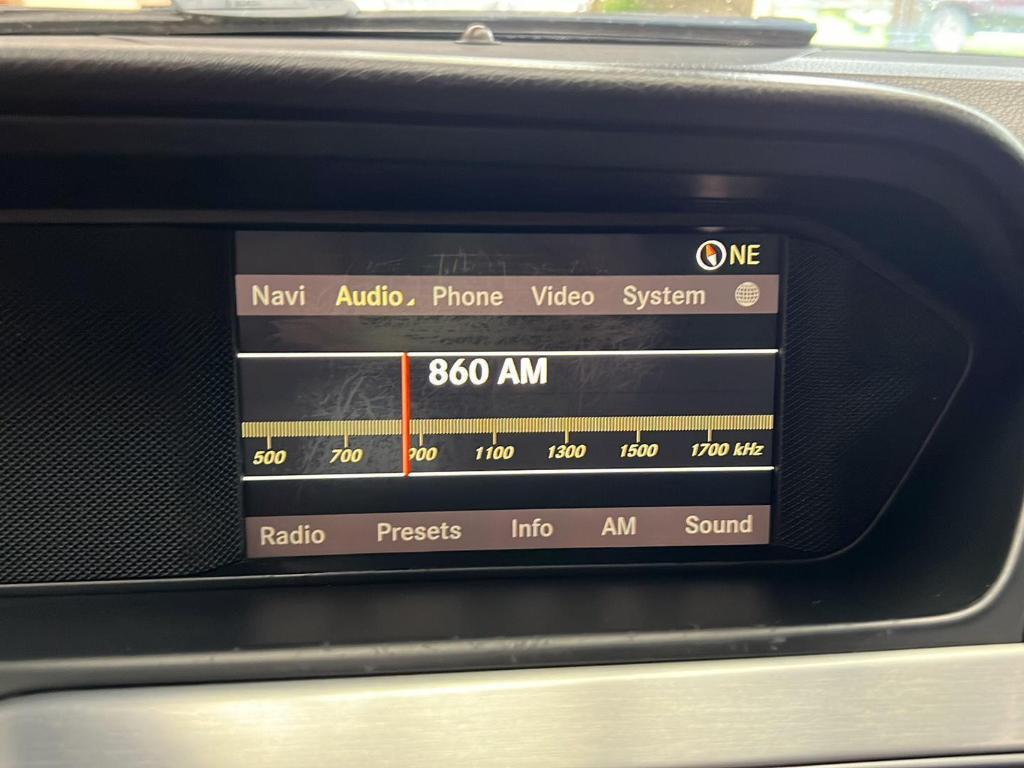 NE
Navi Audio Phone Video System
860 AM
500 700 900 1100 1300 1500 1700 kHz
Radio Presets Info AM Sound